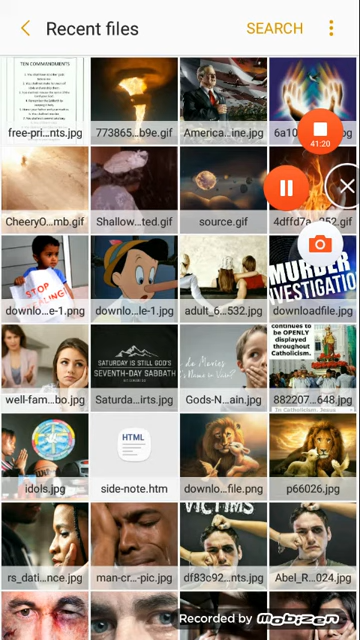 Recent files
SEARCH
TEN COMMANDMENTS
free-pri...nts.jpg
773865...b9e.gif
America...ine.jpg
6a10
41:20
CheeryO...mb.gif
Shallow...ted.gif
source.gif
4dffd7a...252.gif
STOP
downlo...e-1.png
downlo...le-1.jpg
adult_6...532.jpg
MURDER
INVESTIGATIO
downloadfile.jpg
continues to
be OPENLY
displayed
throughout
Catholicism.
well-fam...bo.jpg
SATURDAY IS STILL GOD'S
SEVENTH-DAY SABBATH
Saturda...irts.jpg
Gods-N...ain.jpg
882207...648.jpg
In Catholicism, Jesus
idols.jpg
HTML
side-note.htm
downlo...file.png
p66026.jpg
VICTIMS
rs_dati...nce.jpg
man-cr...-pic.jpg
df83c92...nts.jpg
Abel_R...024.jpg
Recorded by Mobizen